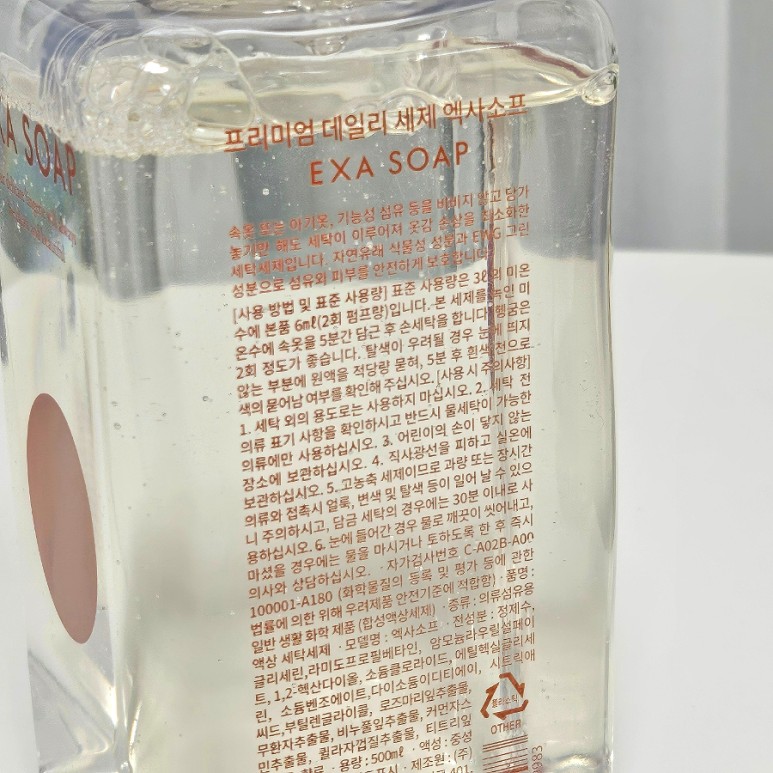 XA SOAP
프리미엄 데일리 세제 엑사소프
EXA SOAP
속옷 또는 아기옷, 기능성 섬유 등을 비비지 말고 담가
놓기만 해도 세탁이 이루어져 옷감 손상을 최소화한
세탁세제입니다. 자연유래 식물성 성분과 EWG 그린
성분으로 섬유와 피부를 안전하게 보호합니다.
[사용 방법 및 표준 사용량] 표준 사용량은 3ℓ의 미온
수에 본품 6㎖(2회 펌프량)입니다. 본 세제를 녹인 미
온수에 속옷을 5분간 담근 후 손세탁을 합니다. 헹굼은
2회 정도가 좋습니다. 탈색이 우려될 경우 눈에 띄지
않는 부분에 원액을 적당량 묻혀, 5분 후 흰색 천으로
색의 묻어남 여부를 확인해 주십시오. [사용 시 주의사항]
1. 세탁 외의 용도로는 사용하지 마십시오. 2. 세탁 전
의류 표기 사항을 확인하시고 반드시 물세탁이 가능한
의류에만 사용하십시오. 3. 어린이의 손이 닿지 않는
장소에 보관하십시오. 4. 직사광선을 피하고 실온에
보관하십시오. 5. 고농축 세제이므로 과량 또는 장시간
의류와 접촉시 얼룩, 변색 및 탈색 등이 일어 날 수 있으
니 주의하시고, 담금 세탁의 경우에는 30분 이내로 사
용하십시오. 6. 눈에 들어간 경우 물로 깨끗이 씻어내고,
마셨을 경우에는 물을 마시거나 토하도록 한 후 즉시
의사와 상담하십시오. · 자가검사번호 C-A02B-A00
100001-A180 (화학물질의 등록 및 평가 등에 관한
법률에 의한 위해 우려제품 안전기준에 적합함) · 품명 :
일반 생활 화학 제품 (합성액상세제) · 종류 : 의류섬유용
액상 세탁세제 · 모델명 : 엑사소프 · 전성분 : 정제수,
글리세린,라미도프로필베타인, 암모늄라우릴설페이
트, 1,2-헥산다이올, 소듐클로라이드, 에틸헥실글리세
린, 소듐벤조에이트,다이소듐이디티에이, 시트릭애
씨드,부틸렌글라이콜, 로즈마리잎추출물,
무환자추출물, 비누풀잎추출물, 커먼자스
민추출물, 퀼라자껍질추출물, 티트리잎
· 용량 : 500㎖ · 액성 : 중성
· 제조원 : (주)
401,
플라스틱
OTHER